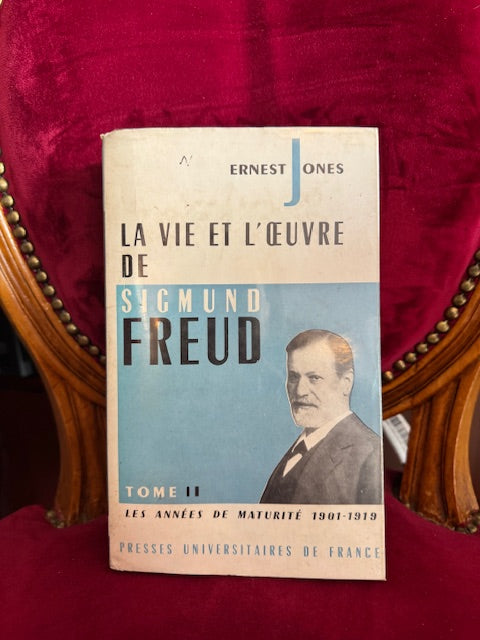 ERNEST JONES
LA VIE ET L'ŒUVRE
DE
SIGMUND
FREUD
TOME II
LES ANNÉES DE MATURITÉ 1901-1919
PRESSES UNIVERSITAIRES DE FRANCE